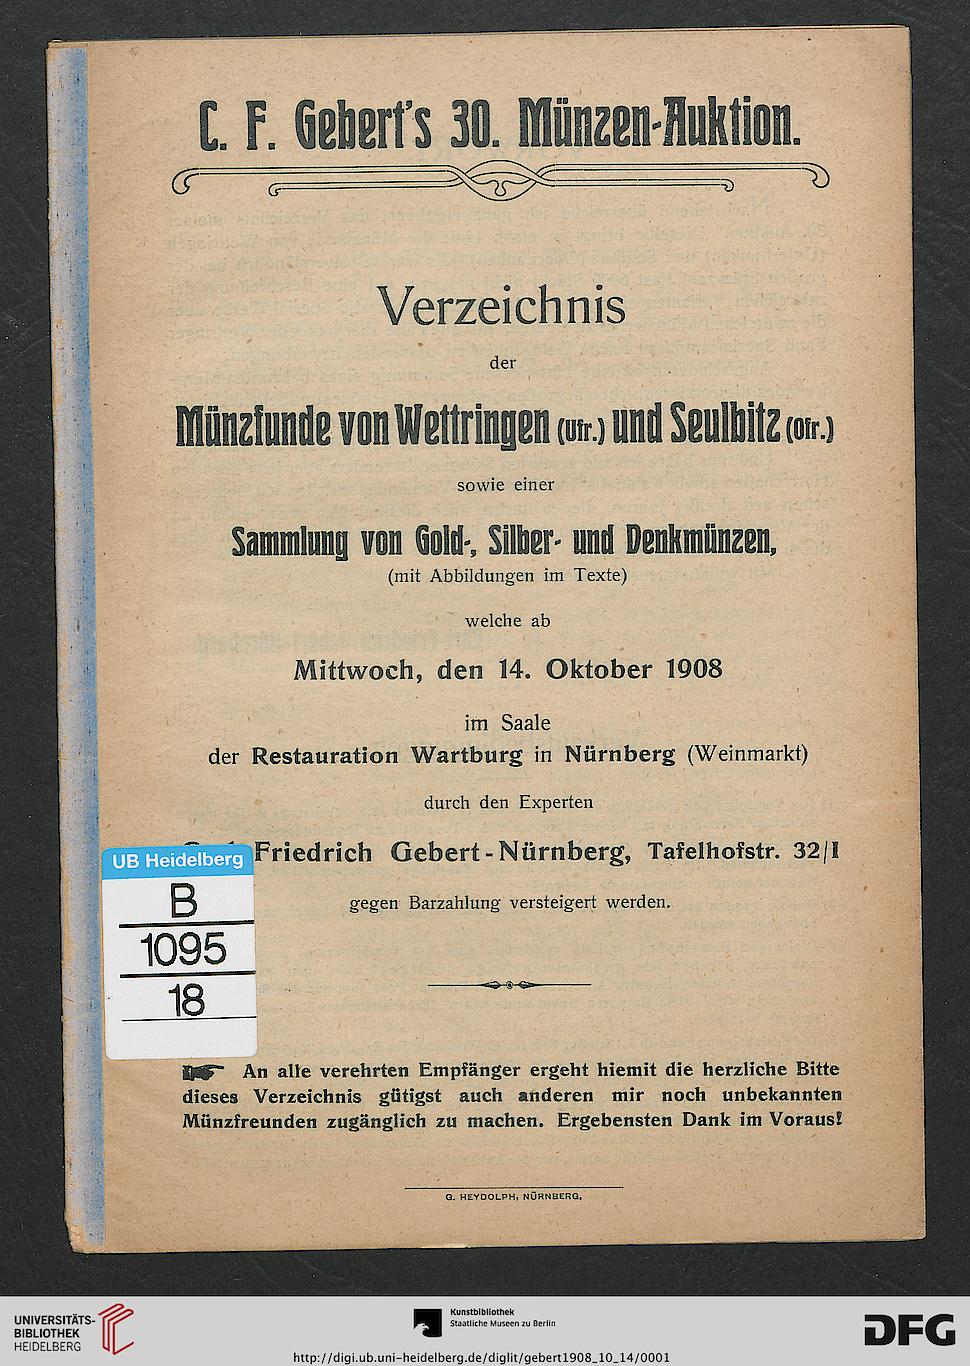 C. F. Gebert's 30. Münzen-Auktion.
Verzeichnis
der
Münzfunde von Wettringen (Ufr.) und Seulbitz (Ofr.)
sowie einer
Sammlung von Gold-, Silber- und Denkmünzen,
(mit Abbildungen im Texte)
welche ab
Mittwoch, den 14. Oktober 1908
im Saale
der Restauration Wartburg in Nürnberg (Weinmarkt)
durch den Experten
Friedrich Gebert-Nürnberg, Tafelhofstr. 32/I
gegen Barzahlung versteigert werden.
UB Heidelberg
B
1095
18
An alle verehrten Empfänger ergeht hiemit die herzliche Bitte
dieses Verzeichnis gütigst auch anderen mir noch unbekannten
Münzfreunden zugänglich zu machen. Ergebensten Dank im Voraus!
G. HEYDOLPH, NÜRNBERG.
UNIVERSITÄTS-
BIBLIOTHEK
HEIDELBERG
Kunstbibliothek
Staatliche Museen zu Berlin
http://digi.ub.uni-heidelberg.de/diglit/gebert1908_10_14/0001
DFG